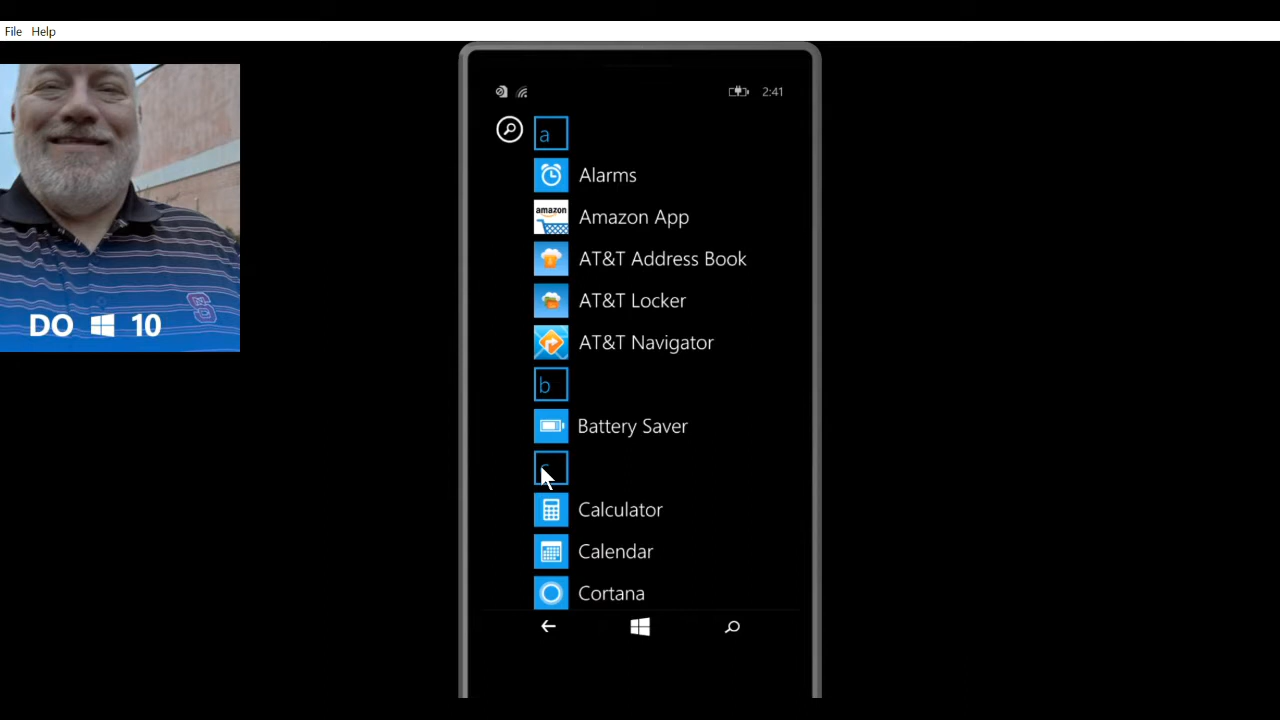 File Help
2:41
a
Alarms
amazon
Amazon App
AT&T Address Book
AT&T Locker
AT&T Navigator
b
Battery Saver
Calculator
Calendar
Cortana
DO 10
S